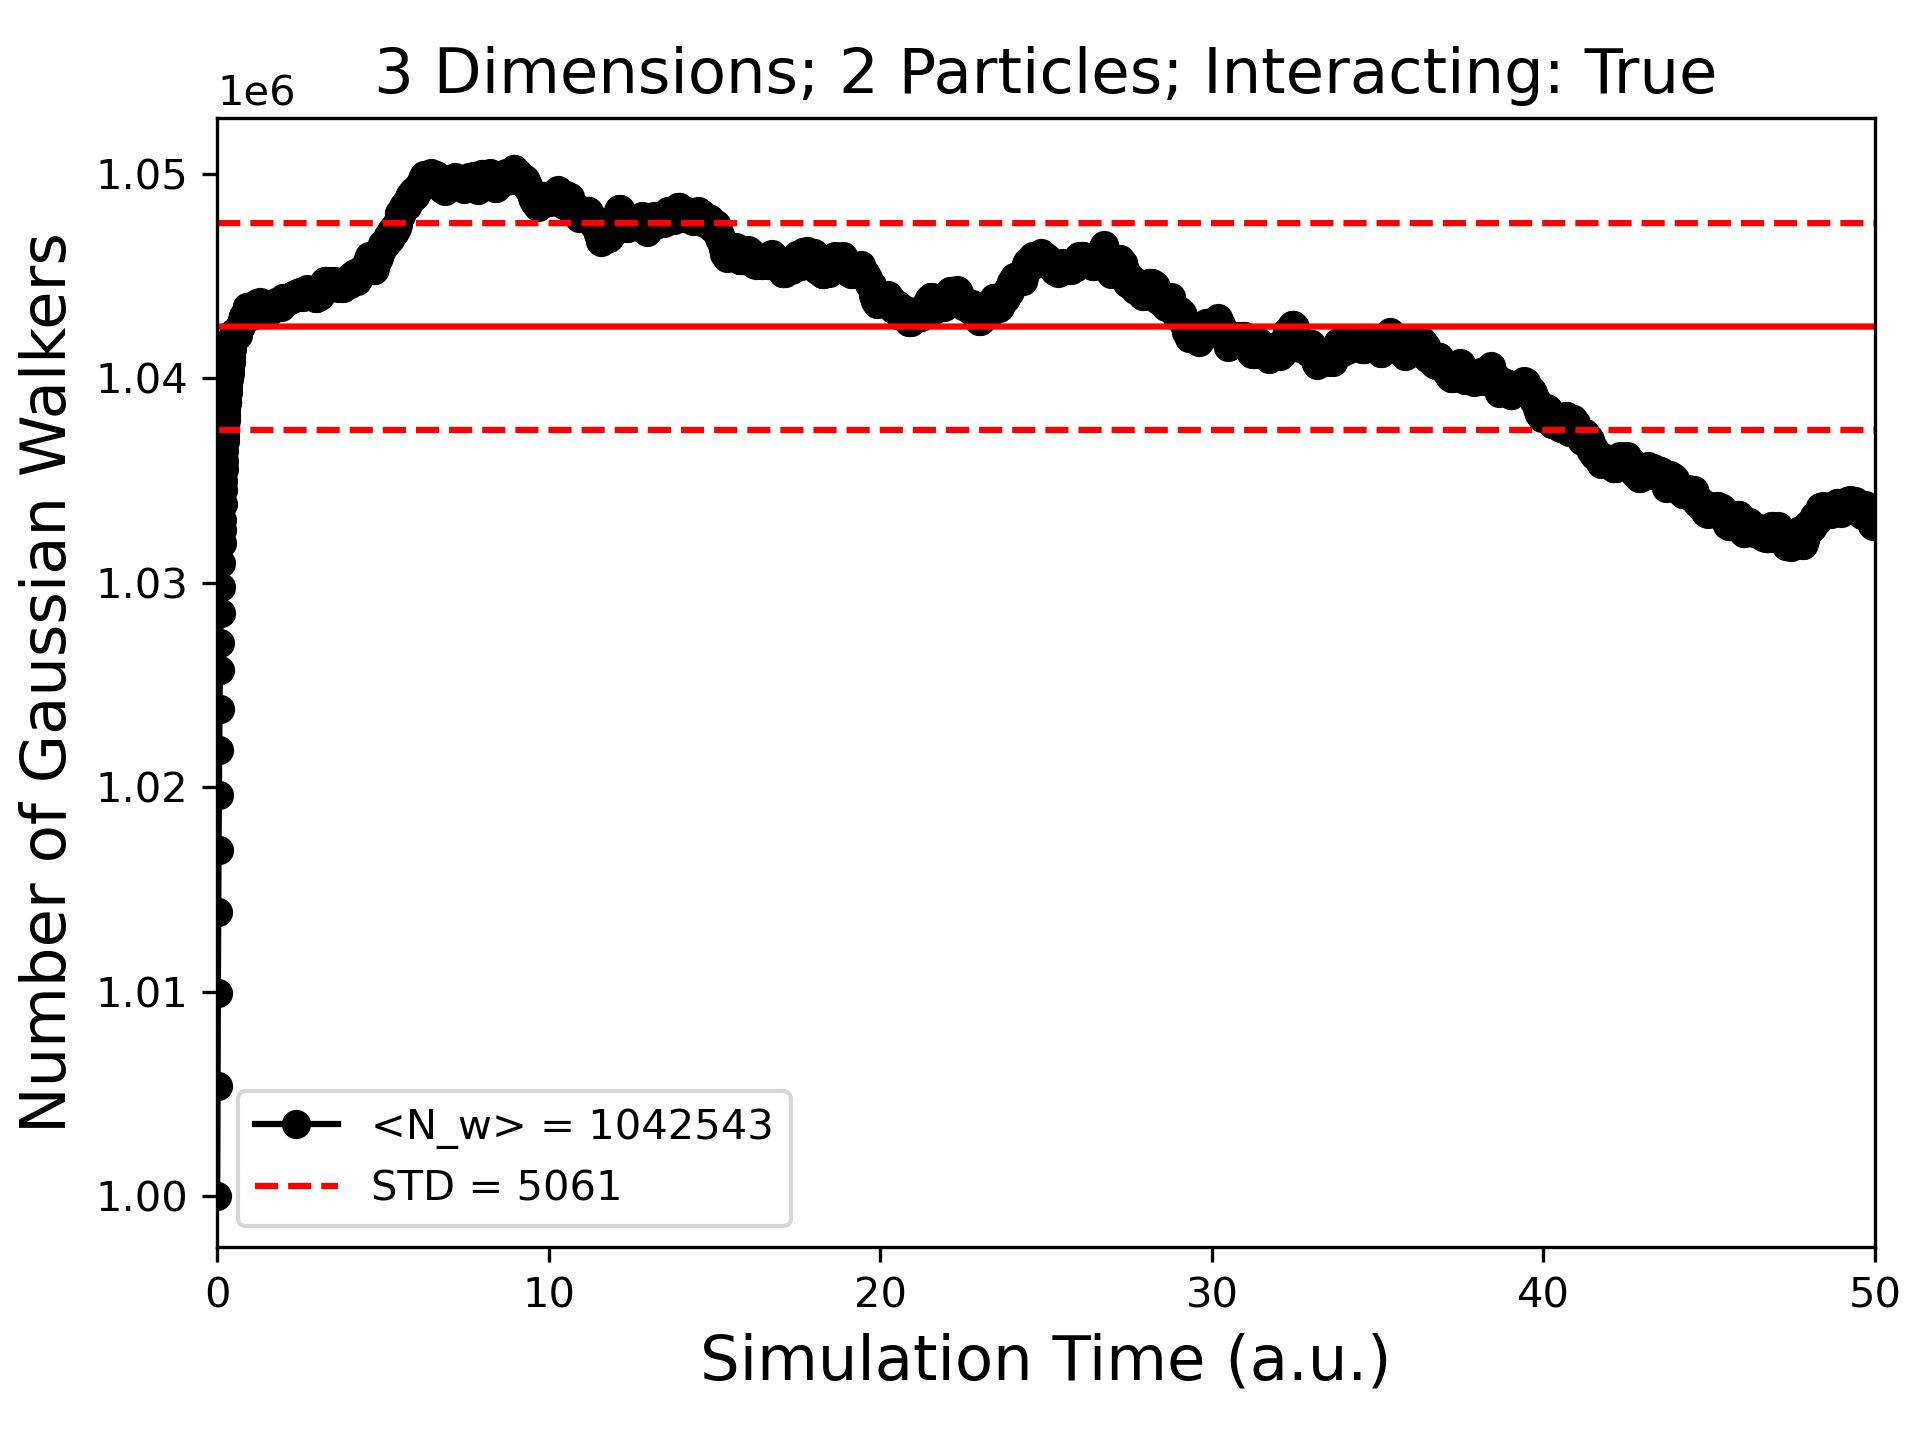 3 Dimensions; 2 Particles; Interacting: True
1e6
Number of Gaussian Walkers
1.05
1.04
1.03
1.02
1.01
1.00
<N_w> = 1042543
STD = 5061
0 10 20 30 40 50
Simulation Time (a.u.)